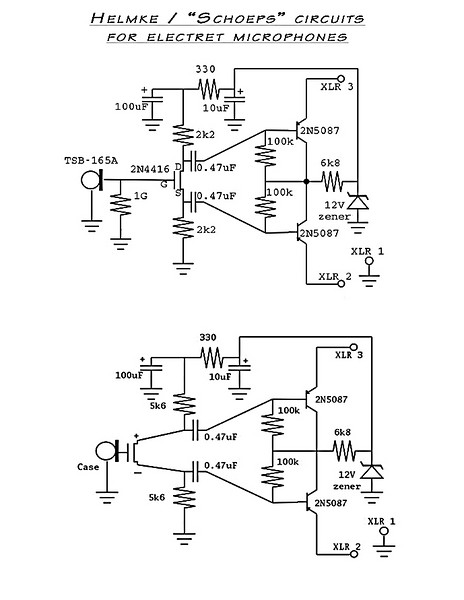 HELMKE / "SCHOEPS" CIRCUITS
FOR ELECTRET MICROPHONES
330
XLR 3
+
+
100uF
10uF
2k2
2N5087
100k
TSB-165A
2N4416
D
0.47uF
6k8
G
1G
S
0.47uF
100k
12V
zener
2k2
2N5087
XLR 1
XLR 2
330
XLR 3
+
+
100uF
10uF
5k6
100k
2N5087
+
0.47uF
6k8
Case
0.47uF
100k
12V
zener
–
5k6
2N5087
XLR 1
XLR 2